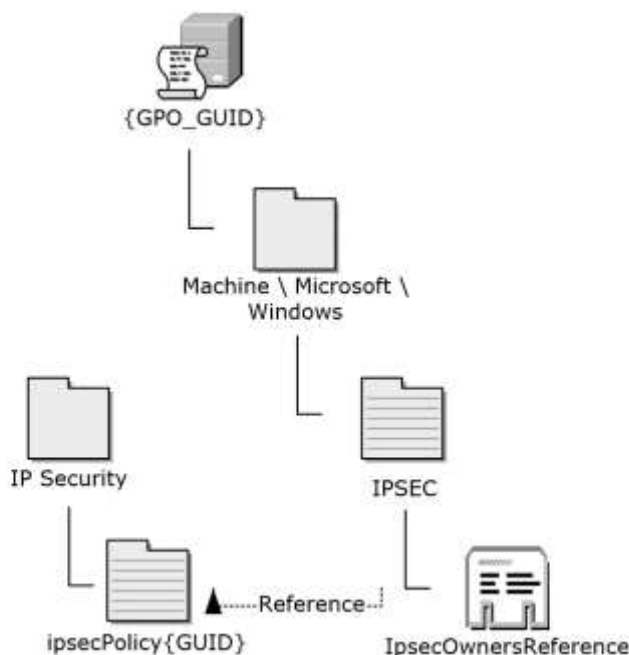 {GPO_GUID}
Machine \ Microsoft \
Windows
IP Security
IPSEC
Reference
ipsecPolicy{GUID}
IpsecOwnersReference